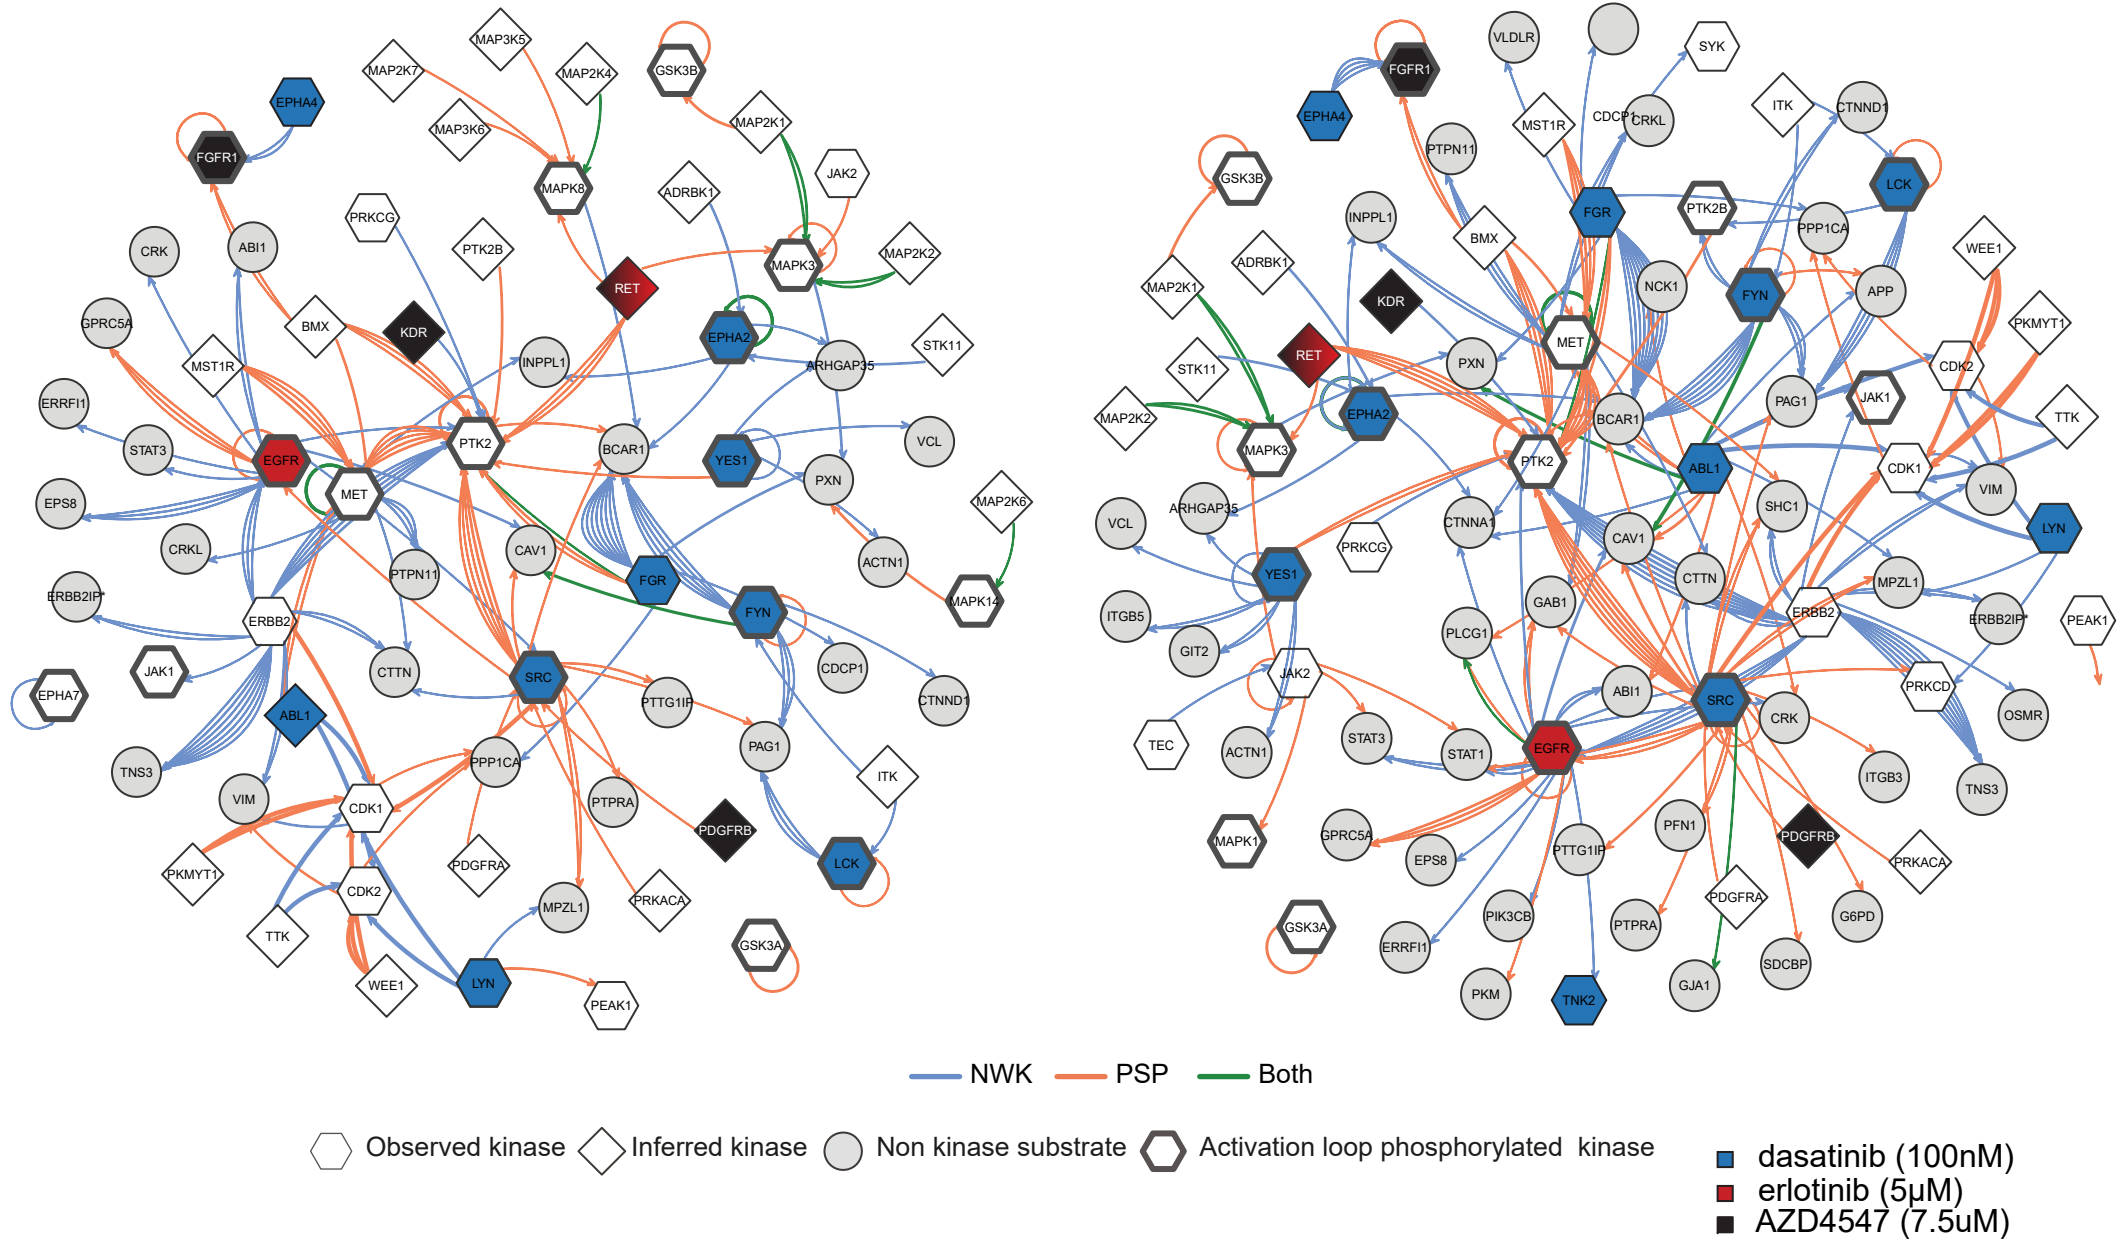 MAP3K5
MAP2K7
MAP2K4
GSK3B
EPHA4
MAP3K6
MAP2K1
FGFR1
MAPK8
JAK2
ADRBK1
PRKCG
CRK
ABI1
PTK2B
MAPK3
MAP2K2
RET
GPRC5A
BMX
KDR
EPHA2
STK11
MST1R
INPPL1
ARHGAP35
ERRFI1
STAT3
EGFR
PTK2
BCAR1
YES1
VCL
EPS8
MET
PXN
MAP2K6
CRKL
CAV1
ACTN1
PTPN11
FGR
ERBB2IP*
ERBB2
FYN
MAPK14
JAK1
CTTN
SRC
CDCP1
EPHA7
ABL1
PTTG1IP
CTNND1
TNS3
PPP1CA
PAG1
VIM
CDK1
PTPRA
ITK
PKMYT1
PDGFRA
PDGFRB
LCK
CDK2
MPZL1
PRKACA
TTK
GSK3A
WEE1
LYN
PEAK1
VLDLR
SYK
FGFR1
EPHA4
MST1R
CDCP1
CRKL
ITK
CTNND1
PTPN11
GSK3B
LCK
INPPL1
FGR
PTK2B
PPP1CA
BMX
WEE1
ADRBK1
MAP2K1
KDR
NCK1
FYN
APP
PKMYT1
RET
MET
STK11
PXN
CDK2
MAP2K2
EPHA2
BCAR1
PAG1
JAK1
TTK
MAPK3
PTK2
ABL1
CDK1
VIM
ARHGAP35
VCL
CTNNA1
SHC1
LYN
PRKCG
CAV1
YES1
CTTN
MPZL1
ITGB5
GAB1
ERBB2
ERBB2IP*
PEAK1
GIT2
PLCG1
JAK2
ABI1
SRC
PRKCD
TEC
ACTN1
STAT3
STAT1
EGFR
CRK
OSMR
ITGB3
TNS3
MAPK1
GPRC5A
EPS8
PTTG1IP
PFN1
PDGFRB
PRKACA
GSK3A
ERRFI1
PIK3CB
PTPRA
PDGFRA
G6PD
PKM
TNK2
GJA1
SDCBP
NWK PSP Both
Observed kinase Inferred kinase Non kinase substrate Activation loop phosphorylated kinase
dasatinib (100nM)
erlotinib (5µM)
AZD4547 (7.5uM)